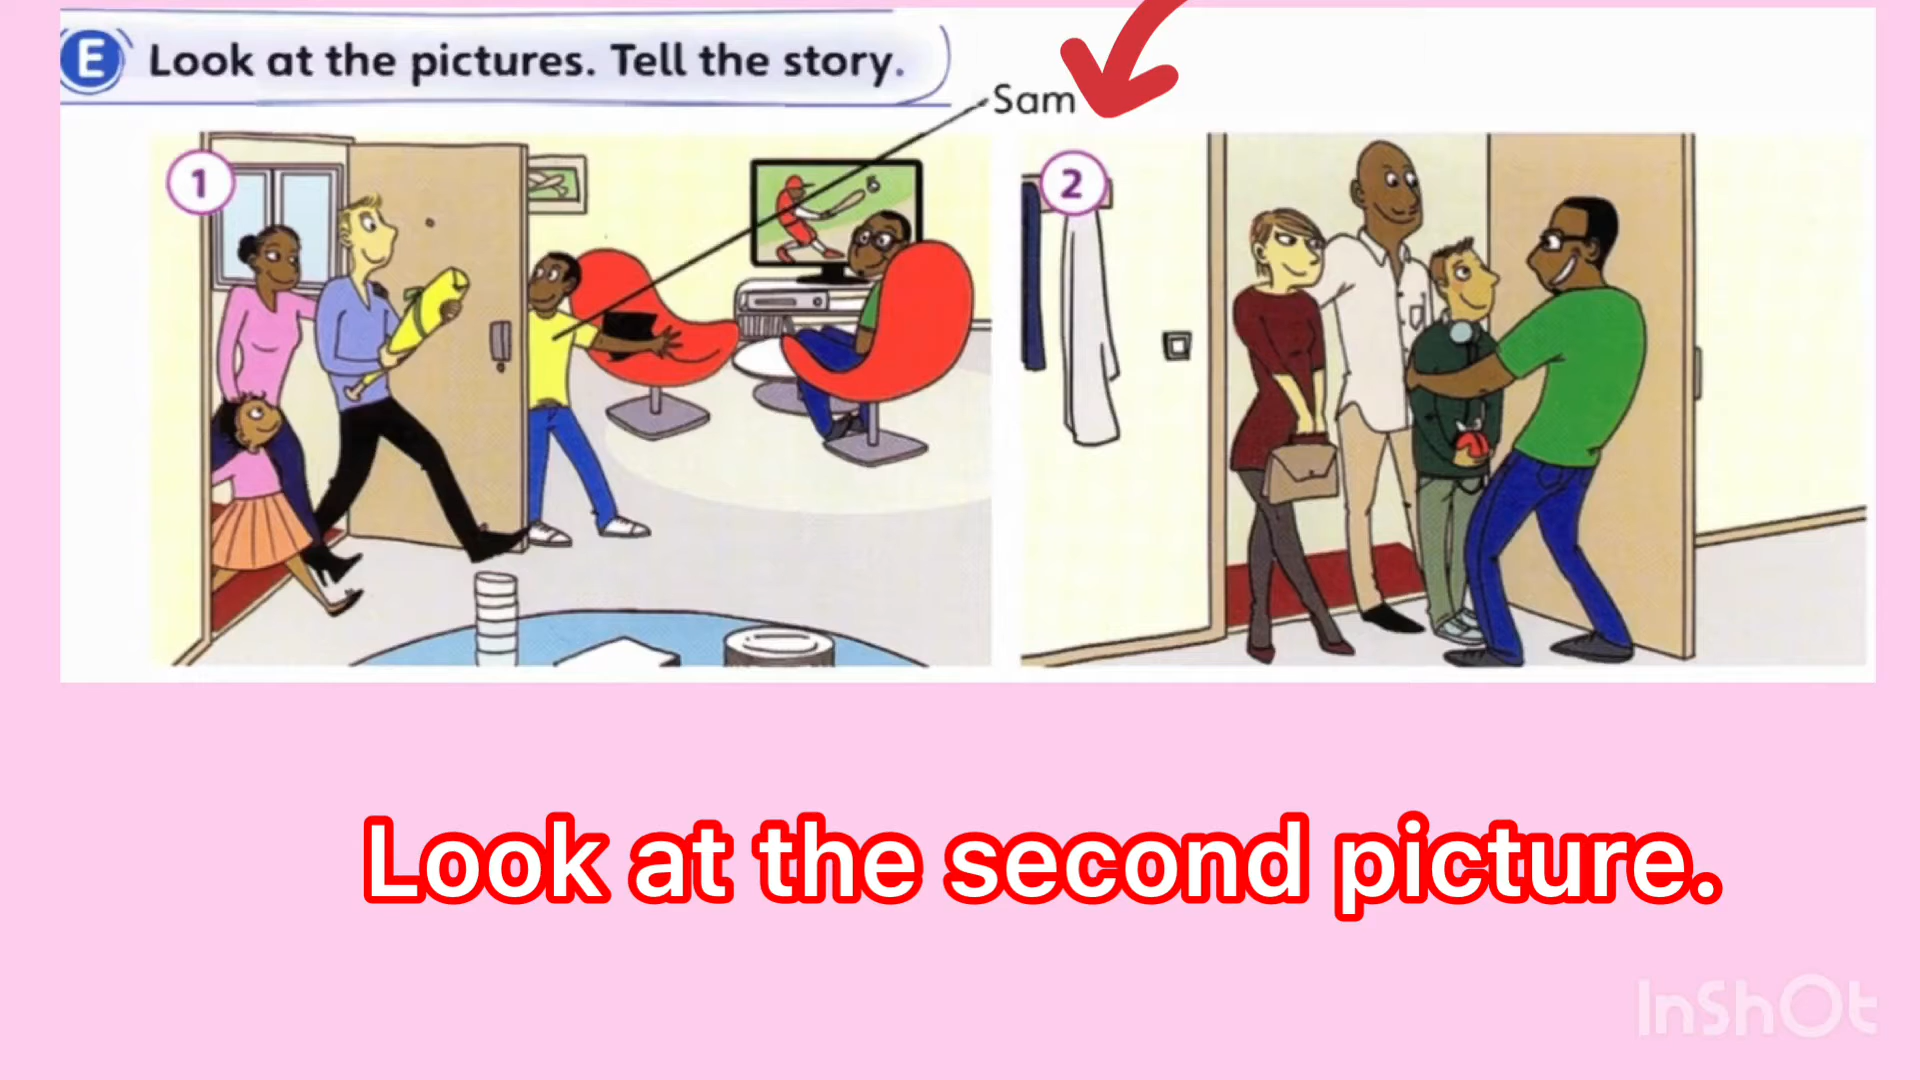 E Look at the pictures. Tell the story.
Sam
1
2
Look at the second picture.
InShOt